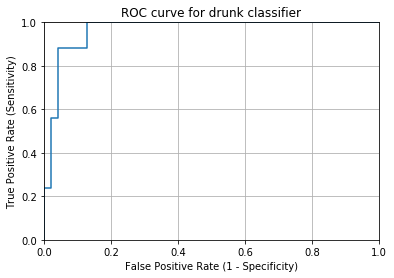 ROC curve for drunk classifier
True Positive Rate (Sensitivity)
1.0
0.8
0.6
0.4
0.2
0.0
0.0 0.2 0.4 0.6 0.8 1.0
False Positive Rate (1 - Specificity)